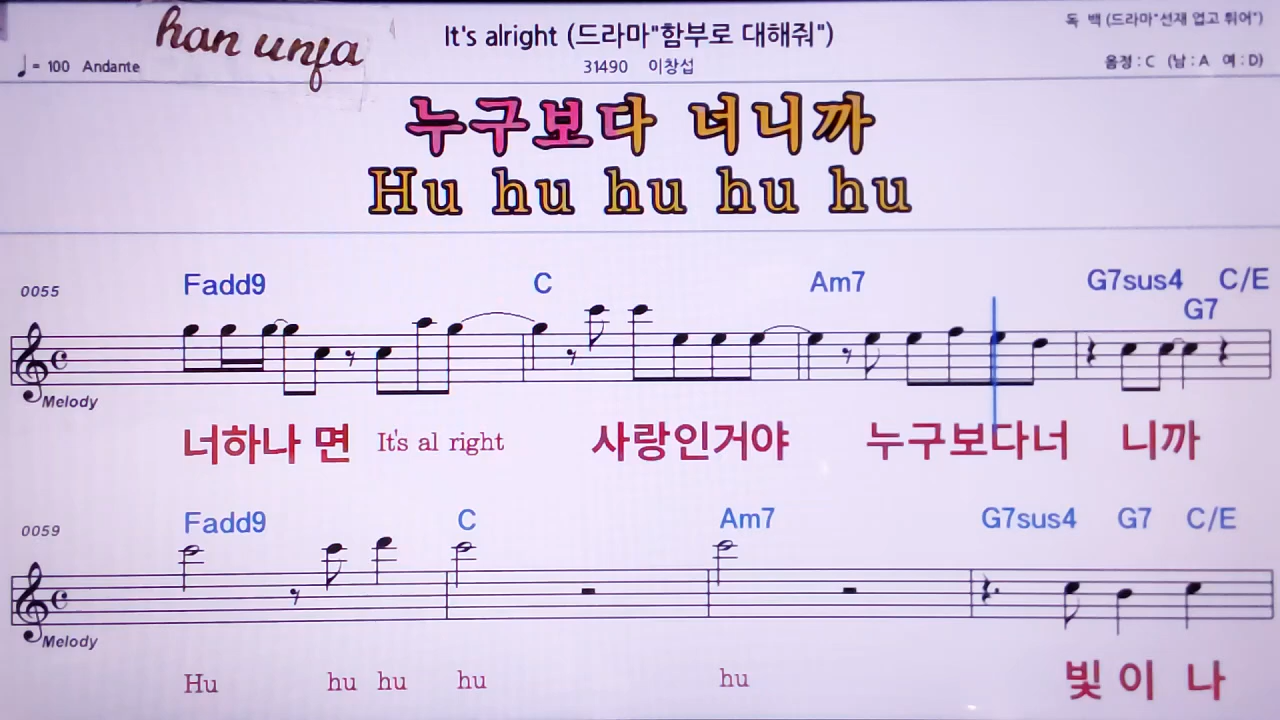 han unja
It's alright (드라마"함부로 대해줘")
독 백 (드라마"선재 업고 튀어")
♩= 100 Andante
31490 이창섭
음정 : C (남 : A 여 : D)
누구보다 너니까
Hu hu hu hu hu
0055 Fadd9 C Am7 G7sus4 C/E
G7
Melody
너하나 면 It's al right 사랑인거야 누구보다너 니까
0059 Fadd9 C Am7 G7sus4 G7 C/E
Melody
Hu hu hu hu hu 빛 이 나